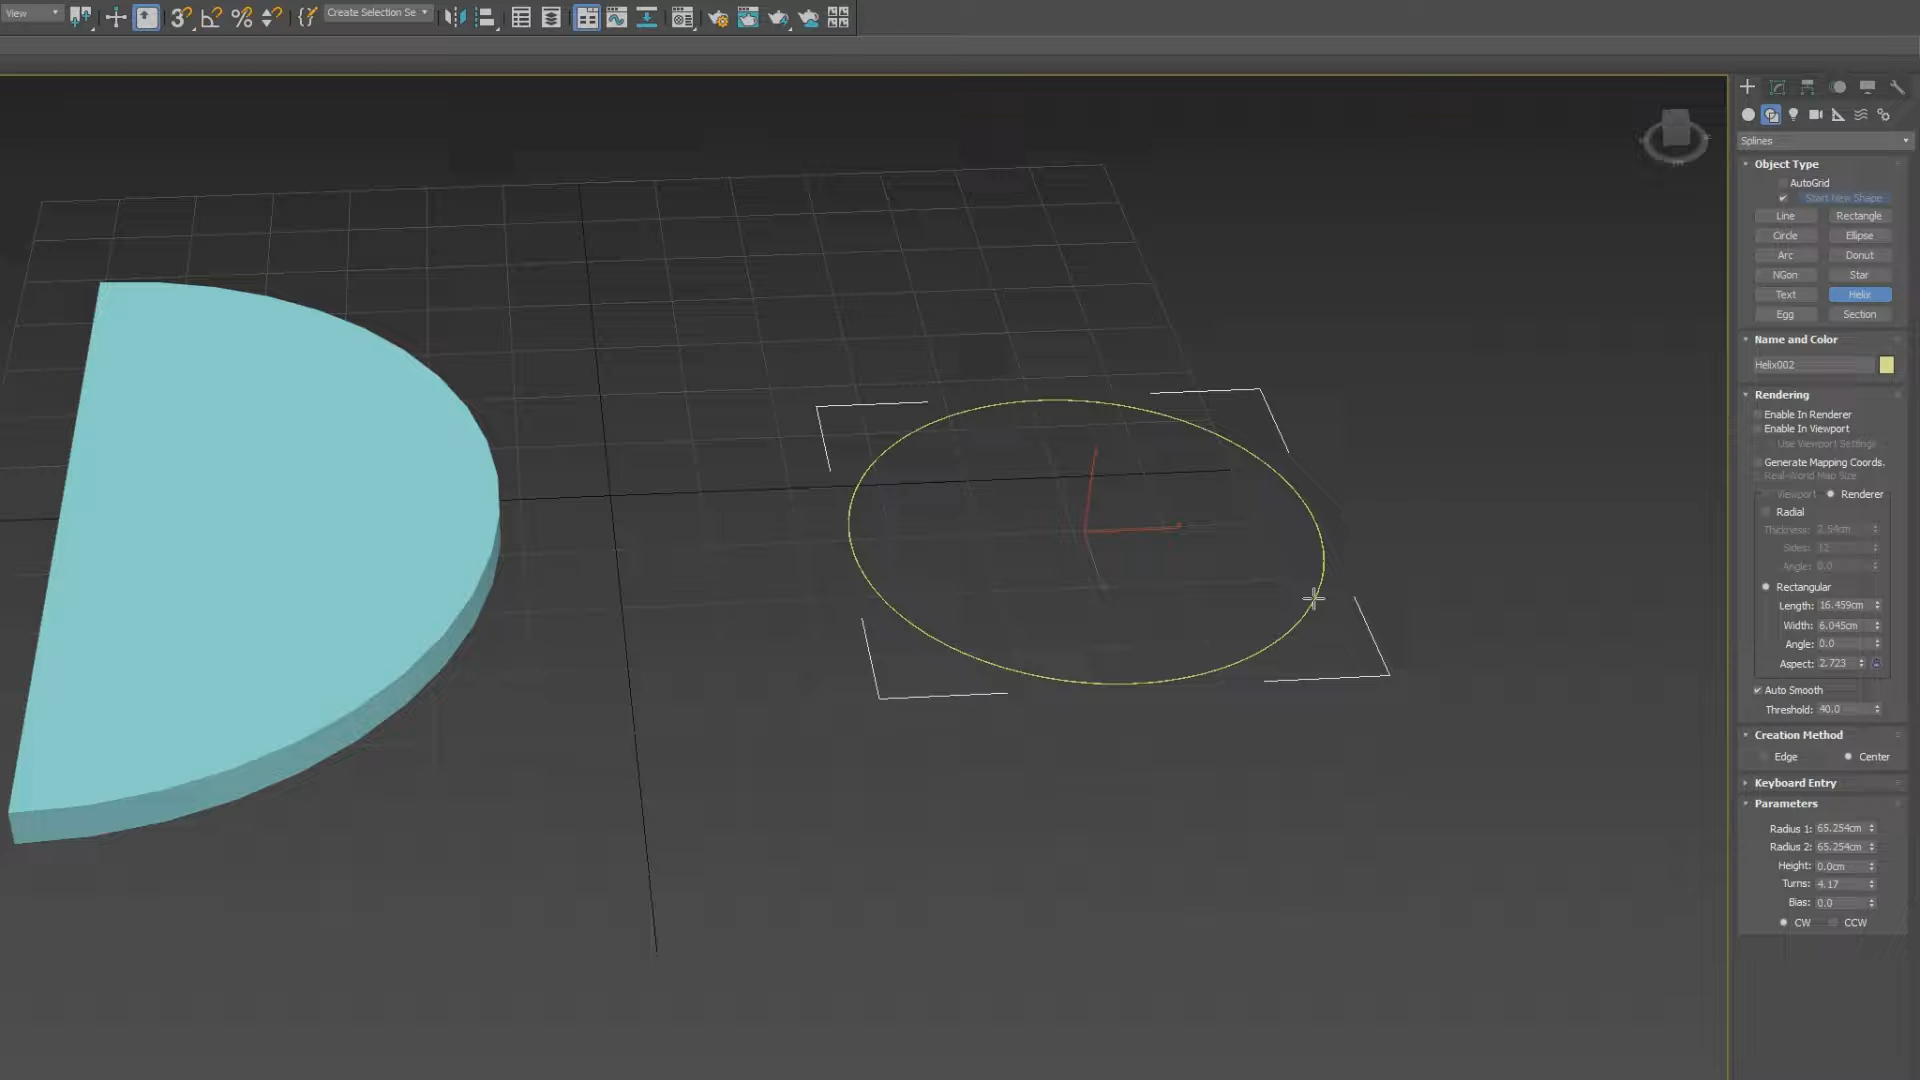 View
Create Selection Se
Splines
Object Type
AutoGrid
Start New Shape
Line Rectangle
Circle Ellipse
Arc Donut
NGon Star
Text Helix
Egg Section
Name and Color
Helix002
Rendering
Enable In Renderer
Enable In Viewport
Use Viewport Settings
Generate Mapping Coords.
Real-World Map Size
Viewport Renderer
Radial
Thickness: 2.54cm
Sides: 12
Angle: 0.0
Rectangular
Length: 16.459cm
Width: 6.045cm
Angle: 0.0
Aspect: 2.723
Auto Smooth
Threshold: 40.0
Creation Method
Edge Center
Keyboard Entry
Parameters
Radius 1: 65.254cm
Radius 2: 65.254cm
Height: 0.0cm
Turns: 4.17
Bias: 0.0
CW CCW